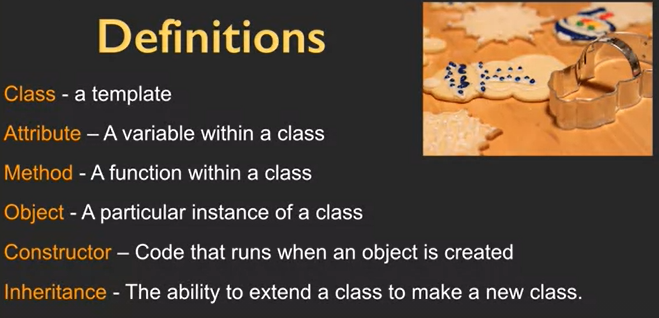 Definitions
Class - a template
Attribute – A variable within a class
Method - A function within a class
Object - A particular instance of a class
Constructor – Code that runs when an object is created
Inheritance - The ability to extend a class to make a new class.